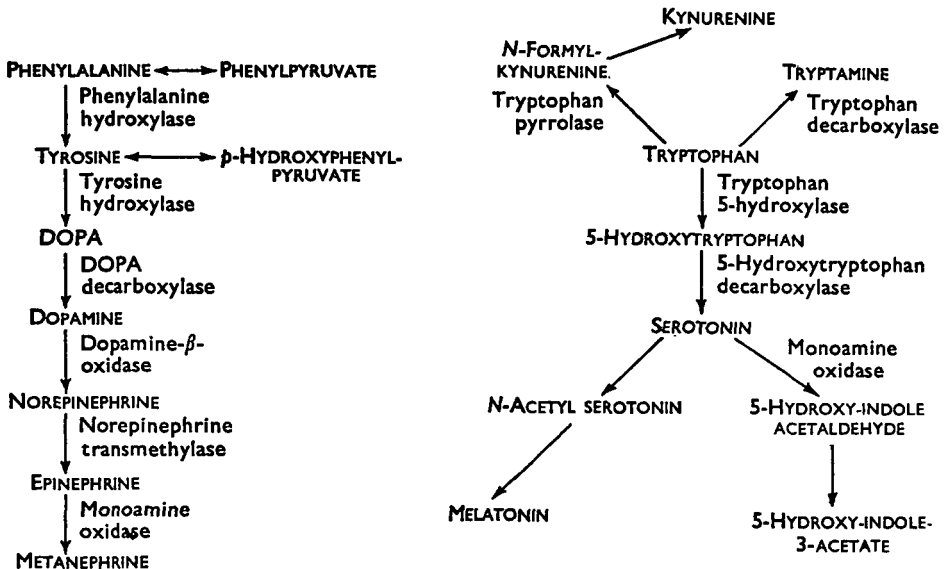 PHENYLALANINE
PHENYLPYRUVATE
Phenylalanine
hydroxylase
TYROSINE
p-HYDROXYPHENYL-
PYRUVATE
Tyrosine
hydroxylase
DOPA
DOPA
decarboxylase
DOPAMINE
Dopamine-β-
oxidase
NOREPINEPHRINE
Norepinephrine
transmethylase
EPINEPHRINE
Monoamine
oxidase
METANEPHRINE
KYNURENINE
N-FORMYL-
KYNURENINE.
Tryptophan
pyrrolase
TRYPTAMINE
Tryptophan
decarboxylase
TRYPTOPHAN
Tryptophan
5-hydroxylase
5-HYDROXYTRYPTOPHAN
5-Hydroxytryptophan
decarboxylase
SEROTONIN
Monoamine
oxidase
N-ACETYL SEROTONIN
5-HYDROXY-INDOLE
ACETALDEHYDE
MELATONIN
5-HYDROXY-INDOLE-
3-ACETATE